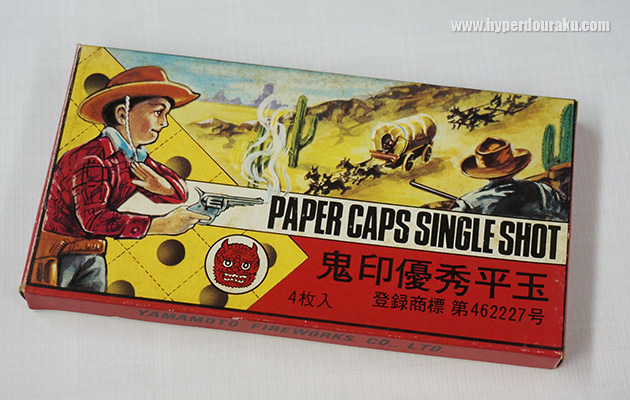 www.hyperdouraku.com
PAPER CAPS SINGLE SHOT
鬼印優秀平玉
4枚入
登録商標 第462227号
YAMAMOTO FIREWORKS CO., LTD.